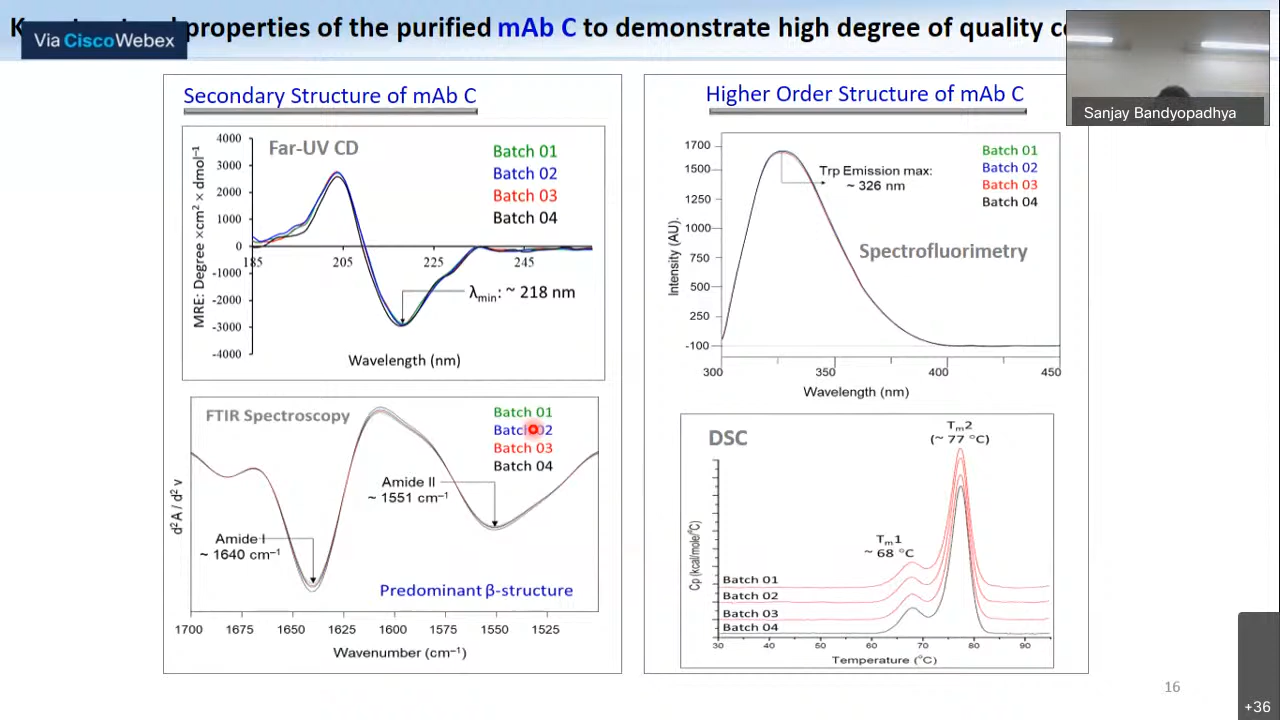 K
properties of the purified mAb C to demonstrate high degree of quality
Via Cisco Webex
Sanjay Bandyopadhya
Secondary Structure of mAb C
Far-UV CD
4000
3000
2000
1000
0
-1000
-2000
-3000
-4000
185
205
225
245
MRE: Degree ×cm² × dmol⁻¹
Batch 01
Batch 02
Batch 03
Batch 04
λmin: ~ 218 nm
Wavelength (nm)
FTIR Spectroscopy
Batch 01
Batch 02
Batch 03
Batch 04
Amide II
~ 1551 cm⁻¹
Amide I
~ 1640 cm⁻¹
Predominant β-structure
d²A / d² v
1700
1675
1650
1625
1600
1575
1550
1525
Wavenumber (cm⁻¹)
Higher Order Structure of mAb C
1700
1500
1250
1000
750
500
250
-100
Intensity (AU).
Batch 01
Batch 02
Batch 03
Batch 04
Trp Emission max:
~ 326 nm
Spectrofluorimetry
300
350
400
450
Wavelength (nm)
DSC
Tm2
(~ 77 °C)
Tm1
~ 68 °C
Cp (kcal/mole/°C)
Batch 01
Batch 02
Batch 03
Batch 04
30
40
50
60
70
80
90
Temperature (°C)
16
+36